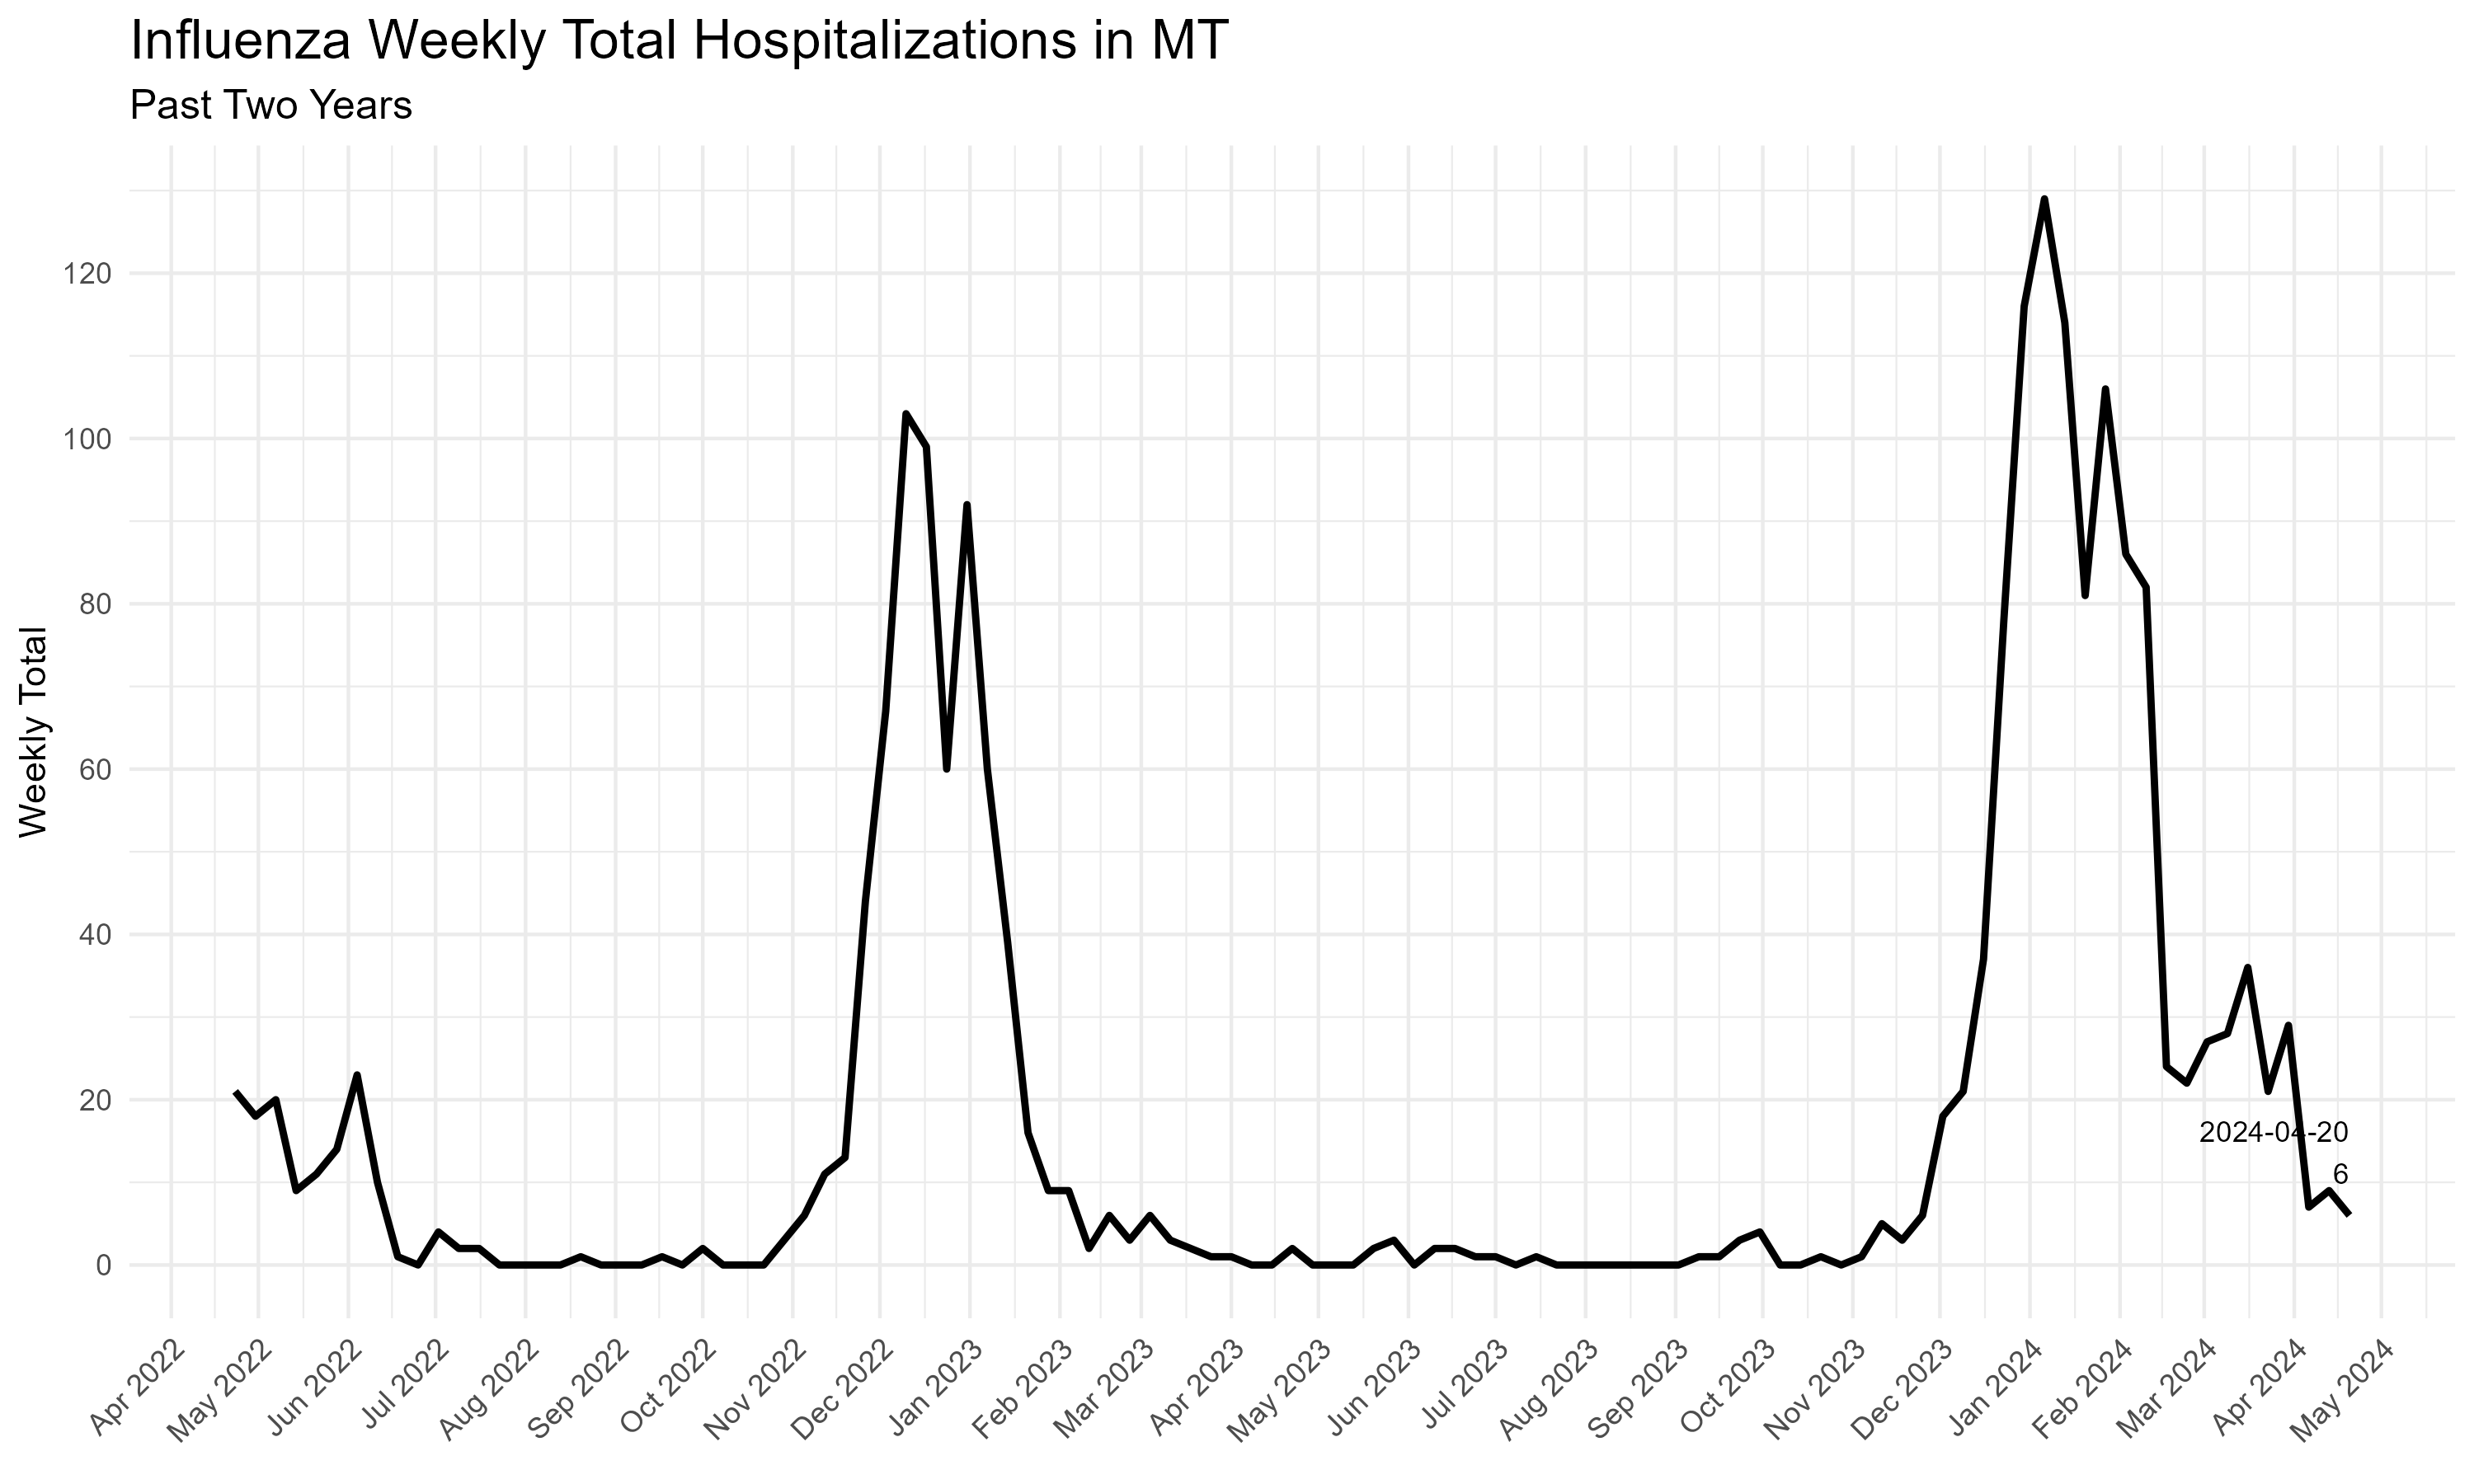 Influenza Weekly Total Hospitalizations in MT
Past Two Years
Weekly Total
120
100
80
60
40
20
0
2024-04-20
6
Apr 2022
May 2022
Jun 2022
Jul 2022
Aug 2022
Sep 2022
Oct 2022
Nov 2022
Dec 2022
Jan 2023
Feb 2023
Mar 2023
Apr 2023
May 2023
Jun 2023
Jul 2023
Aug 2023
Sep 2023
Oct 2023
Nov 2023
Dec 2023
Jan 2024
Feb 2024
Mar 2024
Apr 2024
May 2024